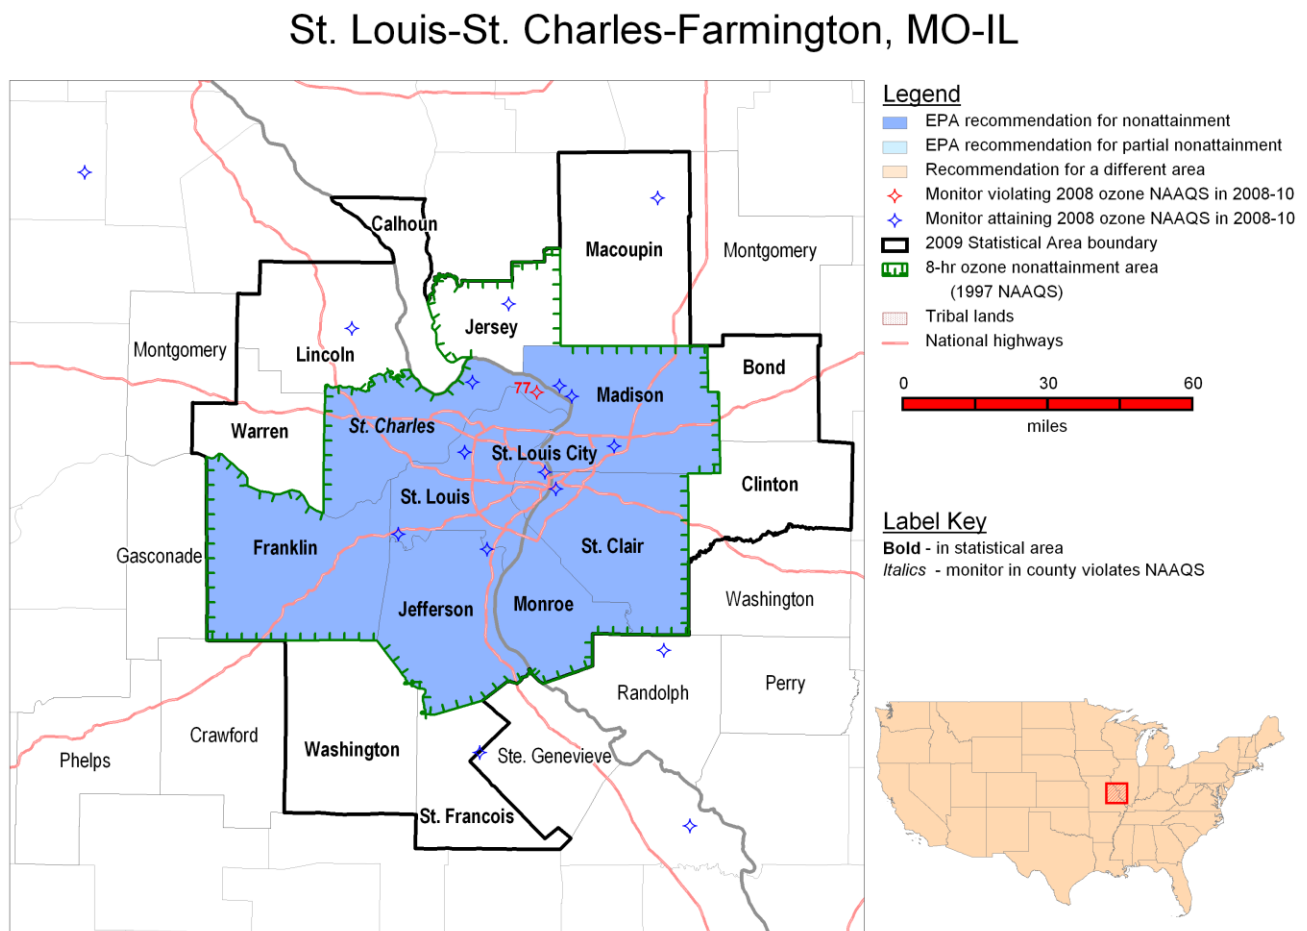 St. Louis-St. Charles-Farmington, MO-IL
Calhoun
Macoupin
Montgomery
Jersey
Montgomery
Lincoln
Bond
77
Madison
St. Charles
Warren
St. Louis City
Clinton
St. Louis
Franklin
St. Clair
Gasconade
Washington
Jefferson
Monroe
Randolph
Perry
Crawford
Washington
Ste. Genevieve
Phelps
St. Francois
Legend
EPA recommendation for nonattainment
EPA recommendation for partial nonattainment
Recommendation for a different area
Monitor violating 2008 ozone NAAQS in 2008-10
Monitor attaining 2008 ozone NAAQS in 2008-10
2009 Statistical Area boundary
8-hr ozone nonattainment area
(1997 NAAQS)
Tribal lands
National highways
0 30 60
miles
Label Key
Bold - in statistical area
Italics - monitor in county violates NAAQS